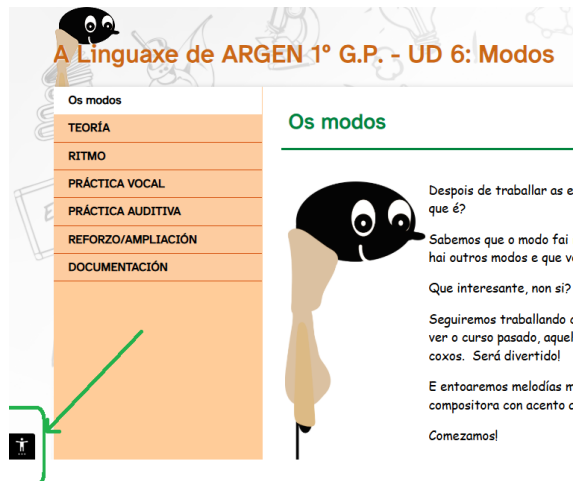 A Linguaxe de ARGEN 1º G.P. - UD 6: Modos
Os modos
TEORÍA
RITMO
PRÁCTICA VOCAL
PRÁCTICA AUDITIVA
REFORZO/AMPLIACIÓN
DOCUMENTACIÓN
Os modos
Despois de traballar as e
que é?
Sabemos que o modo fai
hai outros modos e que v
Que interesante, non si?
Seguiremos traballando
ver o curso pasado, aquel
coxos. Será divertido!
E entoaremos melodías m
compositora con acento
Comezamos!